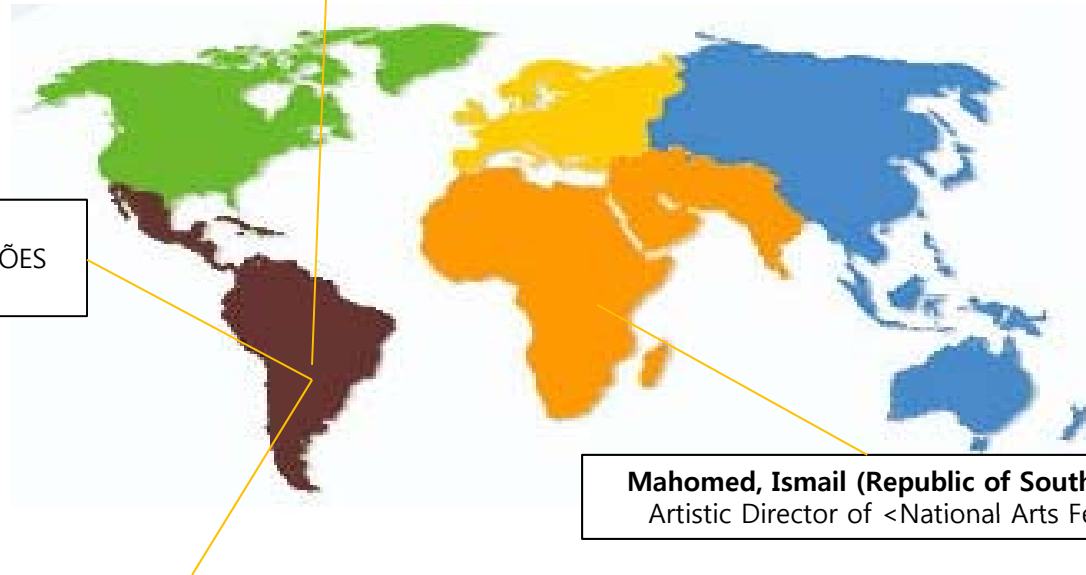 ÕES
Mahomed, Ismail (Republic of South
Artistic Director of <National Arts Fe